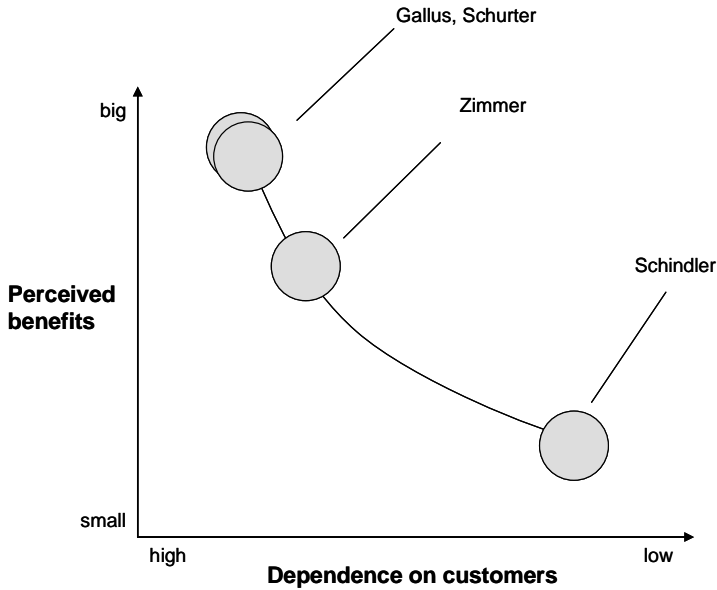 Gallus, Schurter
big
Zimmer
Schindler
Perceived
benefits
small
high
low
Dependence on customers